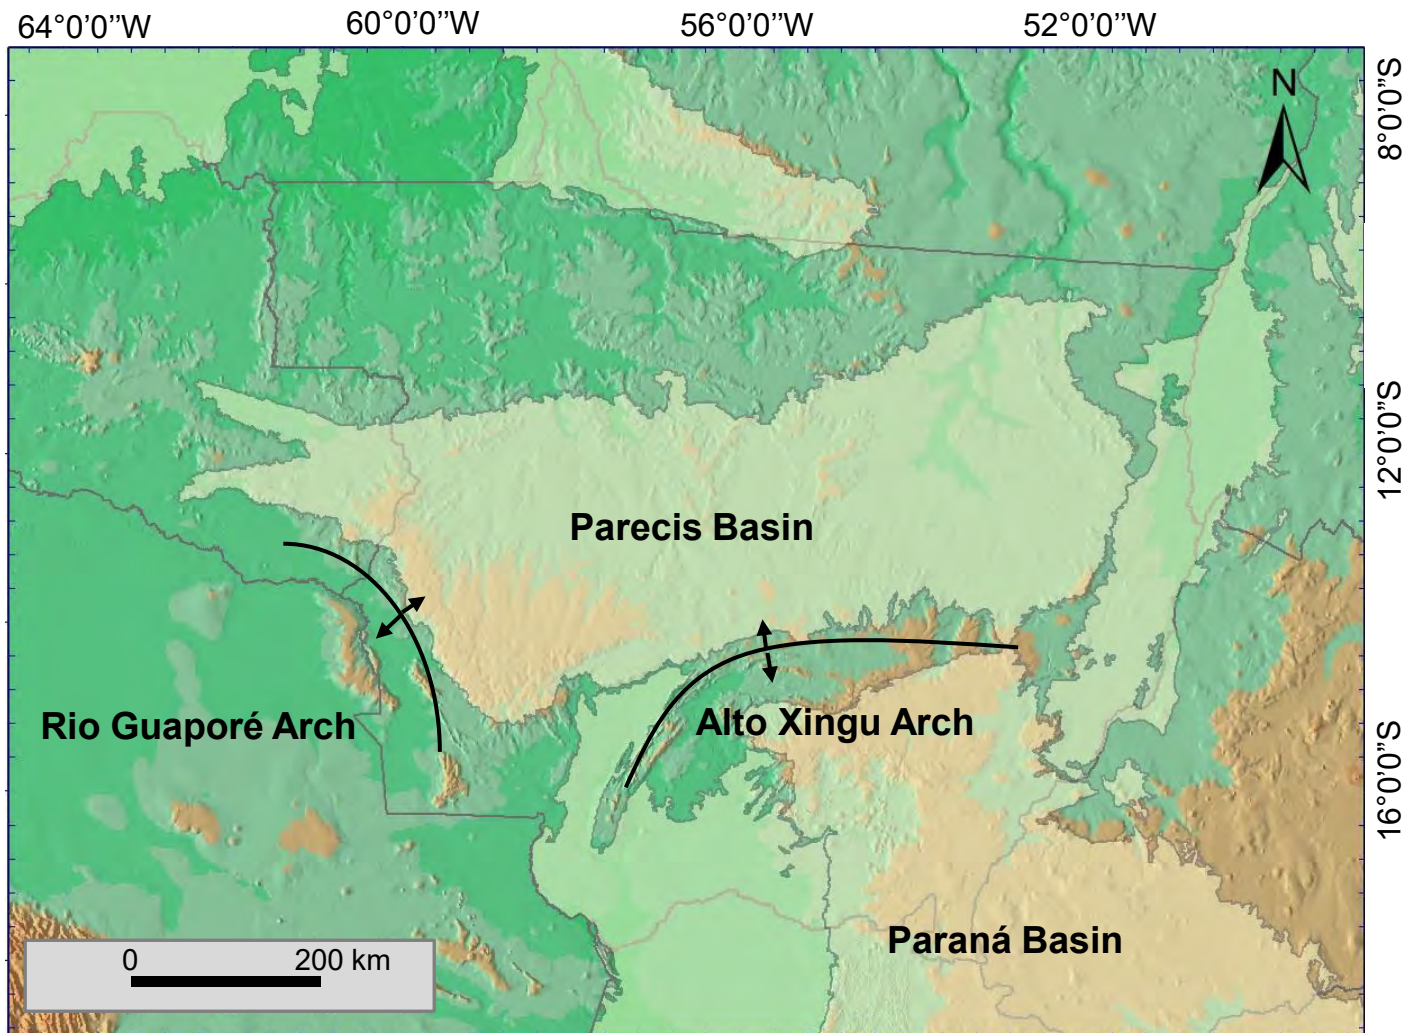 64°0’0’’W 60°0’0’’W 56°0’0’’W 52°0’0’’W
N
8°0’0’’S
12°0’0’’S
Parecis Basin
Rio Guaporé Arch
Alto Xingu Arch
16°0’0’’S
Paraná Basin
0 200 km